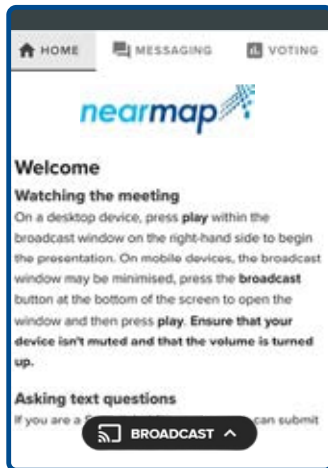 HOME MESSAGING VOTING
nearmap
Welcome
Watching the meeting
On a desktop device, press play within the
broadcast window on the right-hand side to begin
the presentation. On mobile devices, the broadcast
window may be minimised, press the broadcast
button at the bottom of the screen to open the
window and then press play. Ensure that your
device isn't muted and that the volume is turned
up.
Asking text questions
If you are a can submit
BROADCAST